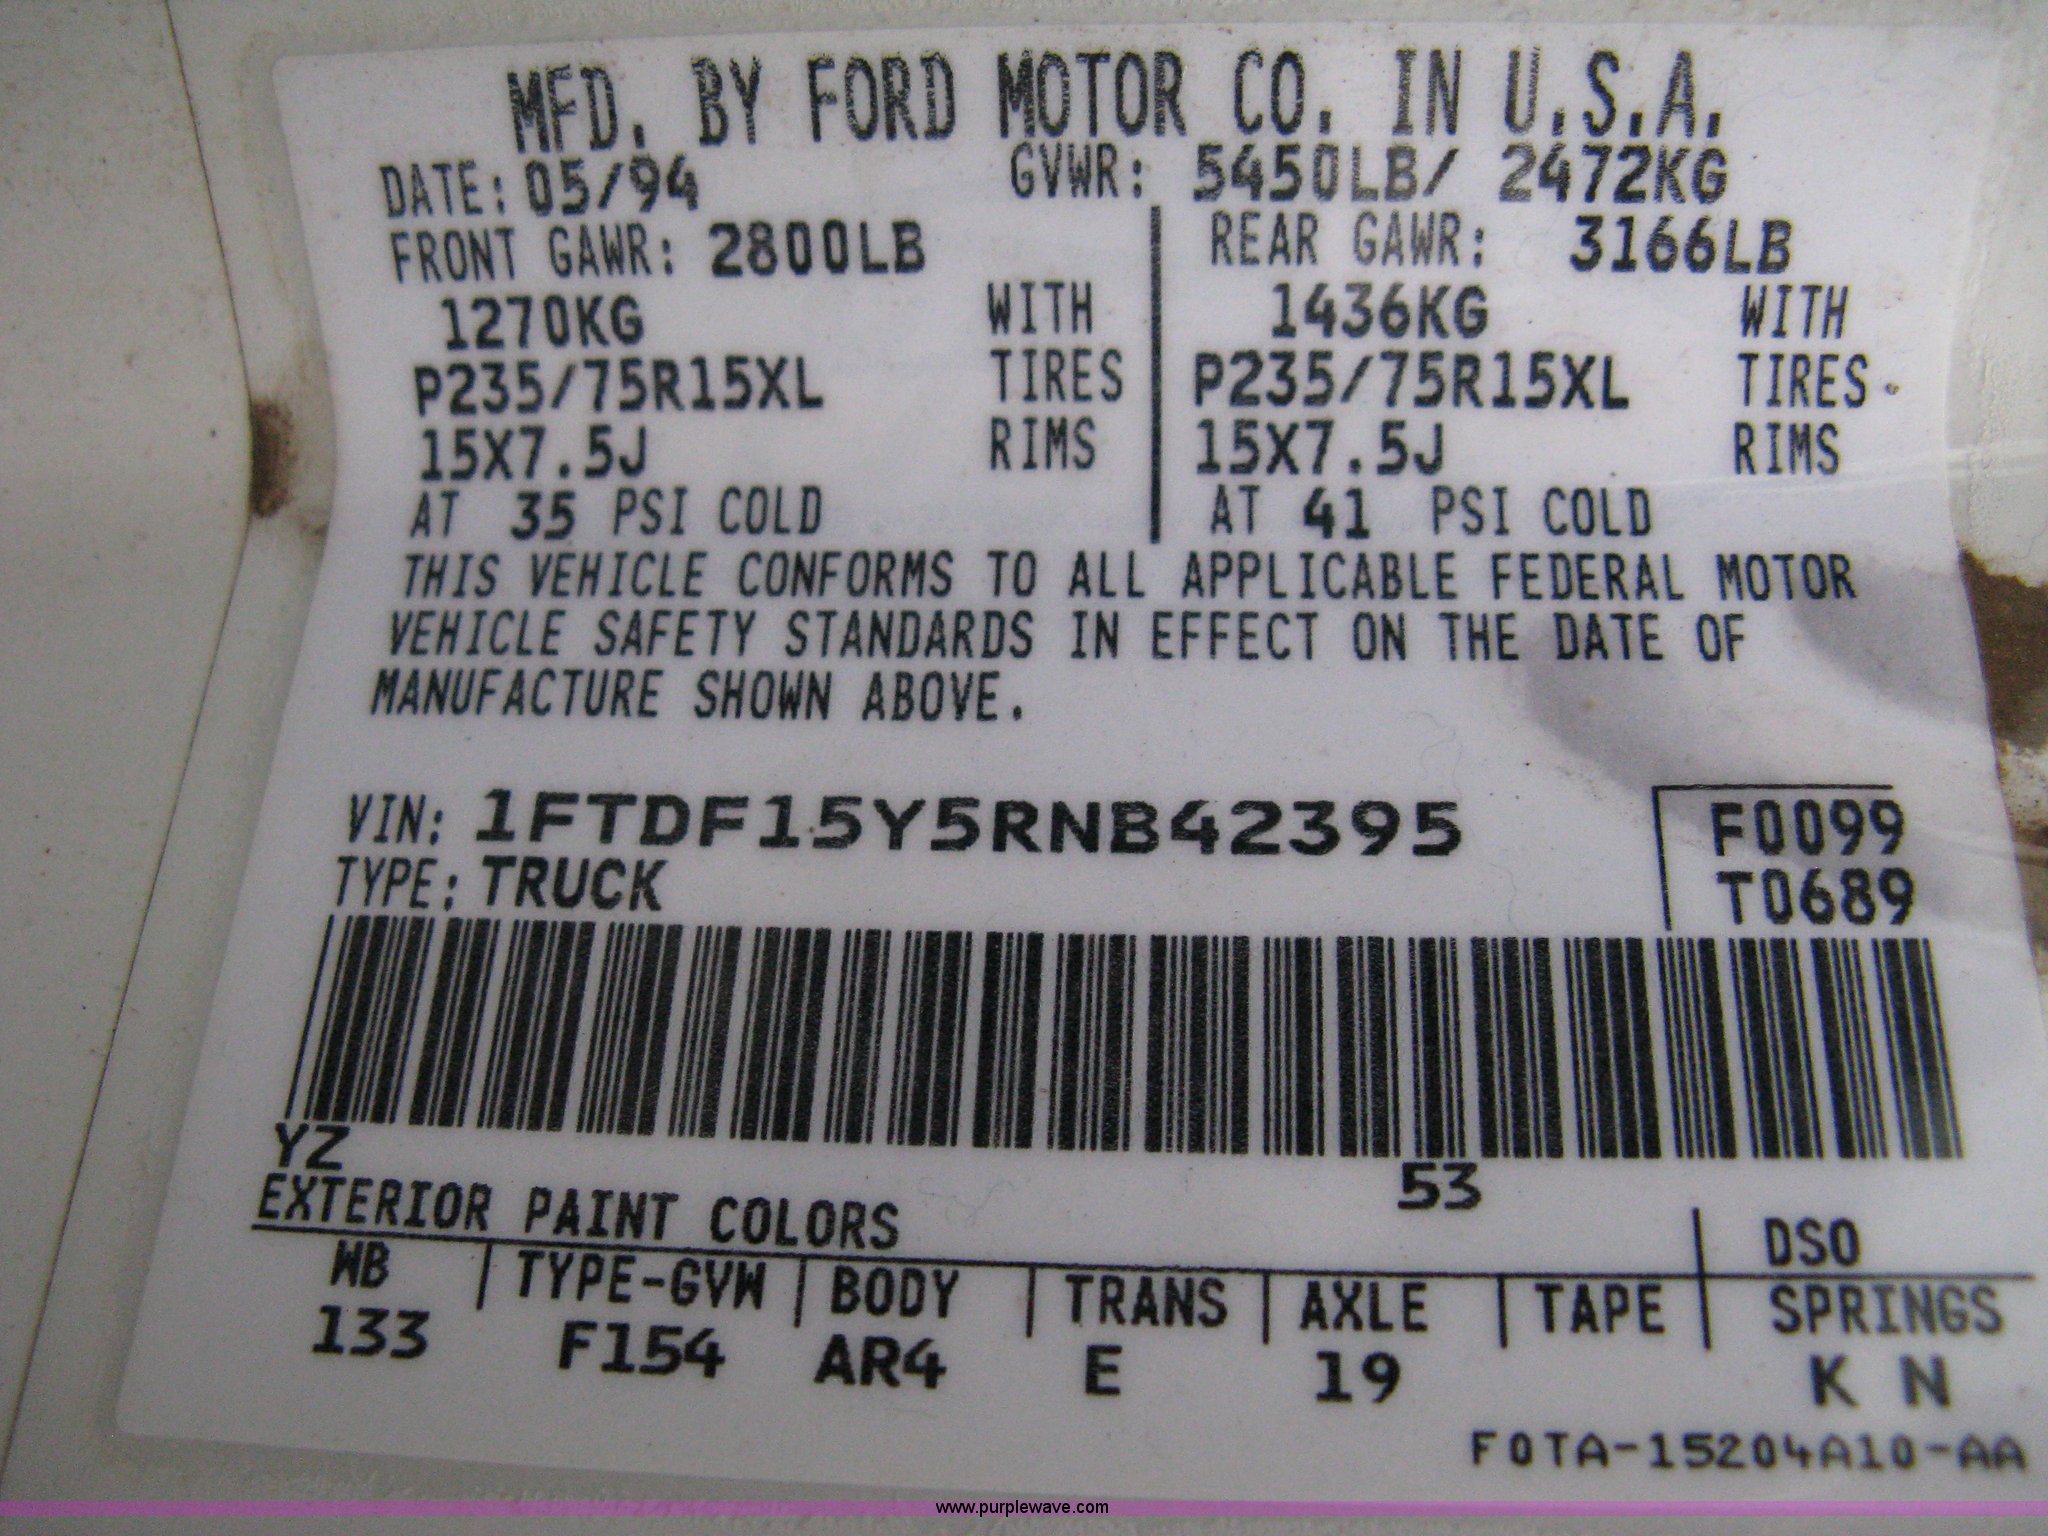 MFD. BY FORD MOTOR CO. IN U.S.A.
DATE: 05/94 GVWR: 5450LB/ 2472KG
FRONT GAWR: 2800LB REAR GAWR: 3166LB
1270KG WITH 1436KG WITH
P235/75R15XL TIRES P235/75R15XL TIRES
15X7.5J RIMS 15X7.5J RIMS
AT 35 PSI COLD AT 41 PSI COLD
THIS VEHICLE CONFORMS TO ALL APPLICABLE FEDERAL MOTOR
VEHICLE SAFETY STANDARDS IN EFFECT ON THE DATE OF
MANUFACTURE SHOWN ABOVE.
VIN: 1FTDF15Y5RNB42395 F0099
TYPE: TRUCK T0689
YZ 53
EXTERIOR PAINT COLORS DSO
WB TYPE-GVW BODY TRANS AXLE TAPE SPRINGS
133 F154 AR4 E 19 K N
F0TA-15204A10-AA
www.purplewave.com